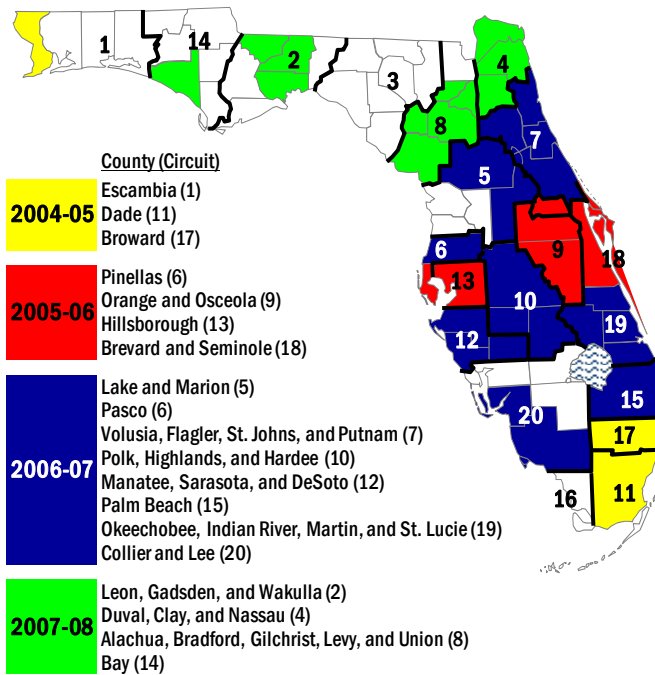 1
14
2
3
4
8
7
5
County (Circuit)
2004-05
Escambia (1)
Dade (11)
Broward (17)
6
9
18
13
2005-06
Pinellas (6)
Orange and Osceola (9)
Hillsborough (13)
Brevard and Seminole (18)
10
19
12
2006-07
Lake and Marion (5)
Pasco (6)
Volusia, Flagler, St. Johns, and Putnam (7)
Polk, Highlands, and Hardee (10)
Manatee, Sarasota, and DeSoto (12)
Palm Beach (15)
Okeechobee, Indian River, Martin, and St. Lucie (19)
Collier and Lee (20)
15
20
17
16
11
2007-08
Leon, Gadsden, and Wakulla (2)
Duval, Clay, and Nassau (4)
Alachua, Bradford, Gilchrist, Levy, and Union (8)
Bay (14)